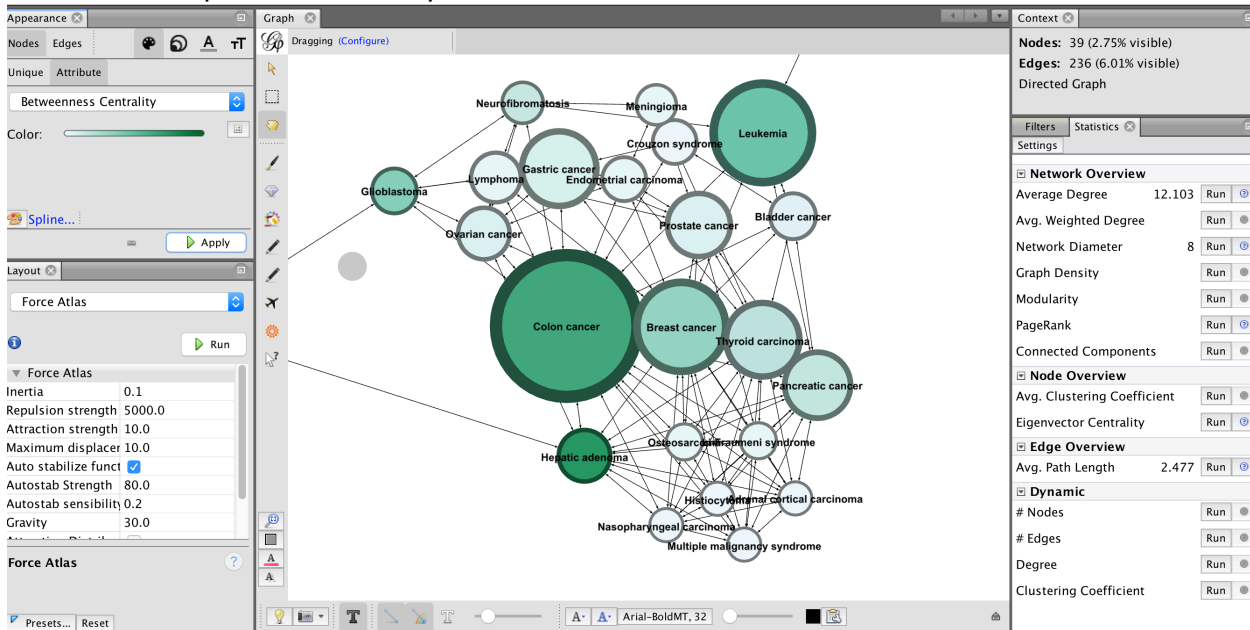 Appearance
Nodes Edges
A
тT
Unique Attribute
Betweenness Centrality
Color:
Spline...
Apply
Layout
Force Atlas
Run
Force Atlas
Inertia 0.1
Repulsion strength 5000.0
Attraction strength 10.0
Maximum displacer 10.0
Auto stabilize funct
Autostab Strength 80.0
Autostab sensibility 0.2
Gravity 30.0
Force Atlas
?
Presets... Reset
Graph
Dragging (Configure)
Neurofibromatosis
Meningioma
Leukemia
Crouzon syndrome
Gastric cancer
Lymphoma
Endometrial carcinoma
Glioblastoma
Bladder cancer
Prostate cancer
Ovarian cancer
Colon cancer
Breast cancer
Thyroid carcinoma
Pancreatic cancer
Hepatic adenoma
Multiple malignancy syndrome
Nasopharyngeal carcinoma
Adrenal cortical carcinoma
T T
A A Arial-BoldMT, 32
Context
Nodes: 39 (2.75% visible)
Edges: 236 (6.01% visible)
Directed Graph
Filters Statistics
Settings
Network Overview
Average Degree 12.103 Run
Avg. Weighted Degree Run
Network Diameter 8 Run
Graph Density Run
Modularity Run
PageRank Run
Connected Components Run
Node Overview
Avg. Clustering Coefficient Run
Eigenvector Centrality Run
Edge Overview
Avg. Path Length 2.477 Run
Dynamic
# Nodes Run
# Edges Run
Degree Run
Clustering Coefficient Run